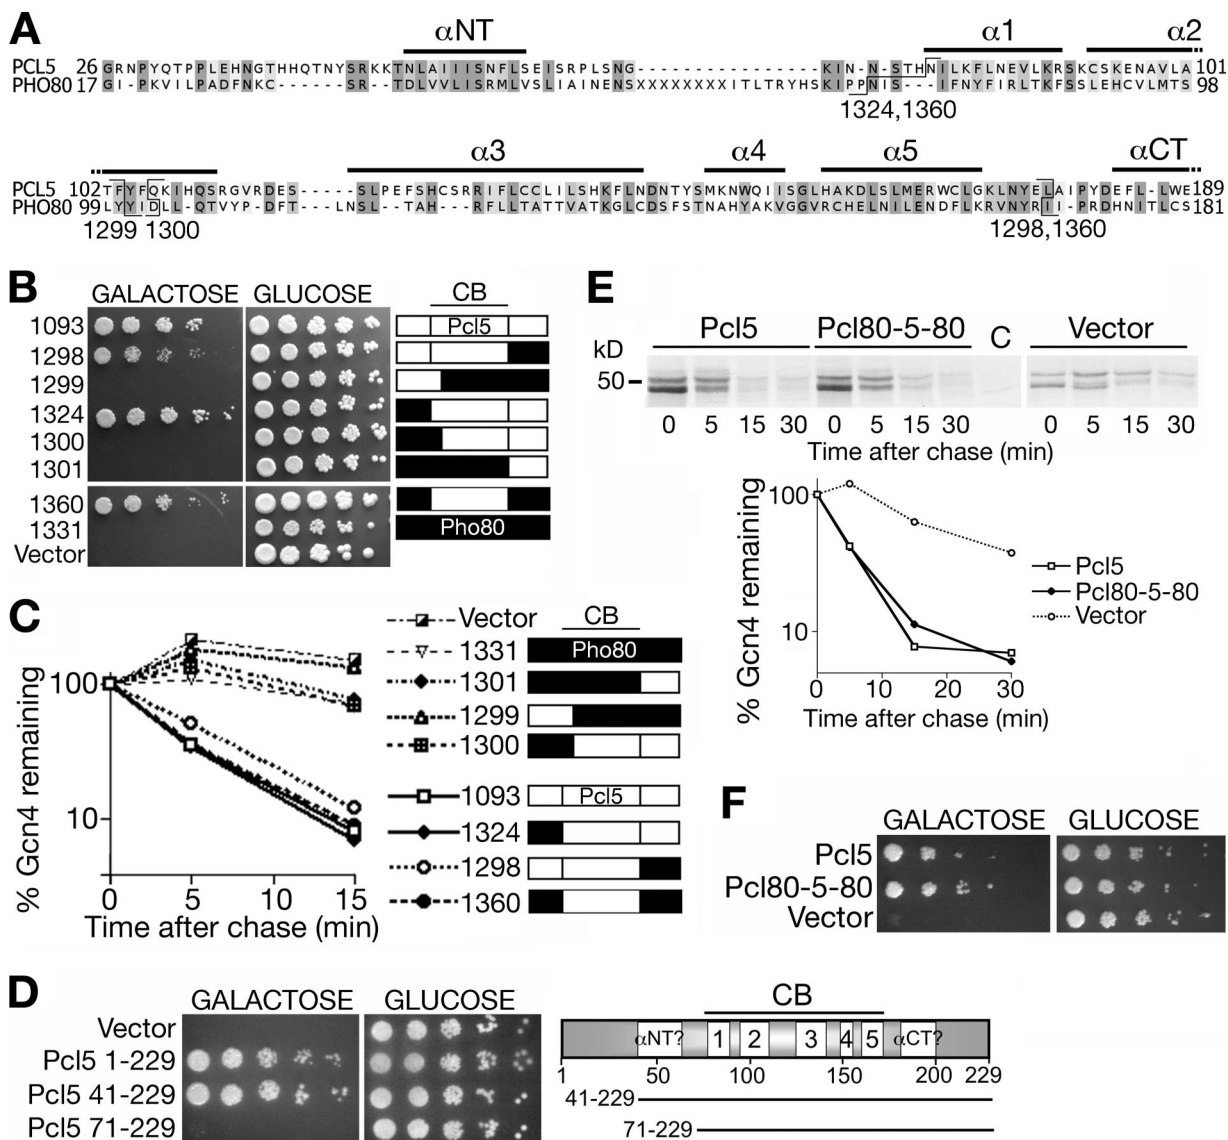 A
αNT α1 α2
PCL5 26 GRNPYQTPPLEHNGTHHQTNYSRKKTNLAIIISNFLSEISRPLSNG---------------KIN-N-STHNILKFLNEVLKRSKCSKENAVLA 101
PHO80 17 GI-PKVILPADFNKC-----SR--TDLVVLISRMLVSLIAINENSXXXXXXXXXITLTRYHSKIPPNIS---IFNYFIRLTKFSSLEHCVLMTS 98
1324,1360
α3 α4 α5 αCT
PCL5 102 TFYFQKIHQSRGVRDES-----SLPEFSHCSRRIFLCCLILSHKFLNDNTYSMKNWQIISGLHAKDLSLMERWCLGKLNYELAIPYDEFL-LWE 189
PHO80 99 LYYIDLL-QTVYP-DFT---LNSL--TAH---RFLLTATTVATKGLCDSFSTNAHYAKVGGVRCHELNILENDFLKRVNYRII-PRDHNITLCS 181
1299 1300 1298,1360
B
GALACTOSE GLUCOSE CB
1093 Pcl5
1298
1299
1324
1300
1301
1360
1331 Pho80
Vector
C
% Gcn4 remaining
100
10
0 5 10 15
Time after chase (min)
Vector CB
1331 Pho80
1301
1299
1300
1093 Pcl5
1324
1298
1360
D
GALACTOSE GLUCOSE
Vector
Pcl5 1-229
Pcl5 41-229
Pcl5 71-229
CB
αNT? 1 2 3 4 5 αCT?
1 50 100 150 200 229
41-229
71-229
E
Pcl5 Pcl80-5-80 C Vector
kD
50
0 5 15 30 0 5 15 30 0 5 15 30
Time after chase (min)
% Gcn4 remaining
100
10
0 10 20 30
Time after chase (min)
Pcl5
Pcl80-5-80
Vector
F
GALACTOSE GLUCOSE
Pcl5
Pcl80-5-80
Vector